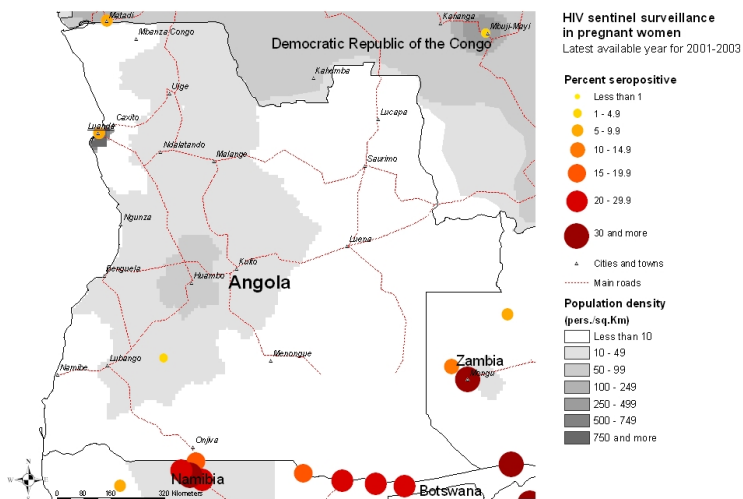 Matadi
Mbanza Congo
Kananga
Mbuji-Mayi
Democratic Republic of the Congo
Kahemba
Uige
Caxito
Lucapa
Luanda
Ndalatando
Malange
Saurimo
Ngunza
Luena
Benguela
Kuito
Huambo
Angola
Menongue
Lubango
Namibe
Zambia
Mongu
Onjiva
Namibia
Botswana
N
W E
S
0 80 160 320 Kilometers
HIV sentinel surveillance
in pregnant women
Latest available year for 2001-2003
Percent seropositive
Less than 1
1 - 4.9
5 - 9.9
10 - 14.9
15 - 19.9
20 - 29.9
30 and more
Cities and towns
Main roads
Population density
(pers./sq.Km)
Less than 10
10 - 49
50 - 99
100 - 249
250 - 499
500 - 749
750 and more